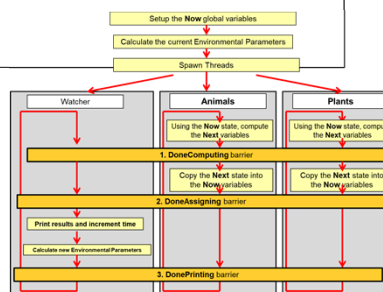 Setup the Now global variables
Calculate the current Environmental Parameters
Spawn Threads
Watcher
Animals
Plants
Using the Now state, compute
the Next variables
Using the Now state, compu
the Next variables
1. DoneComputing barrier
Copy the Next state into
the Now variables
Copy the Next state into
the Now variables
2. DoneAssigning barrier
Print results and increment time
Calculate new Environmental Parameters
3. DonePrinting barrier